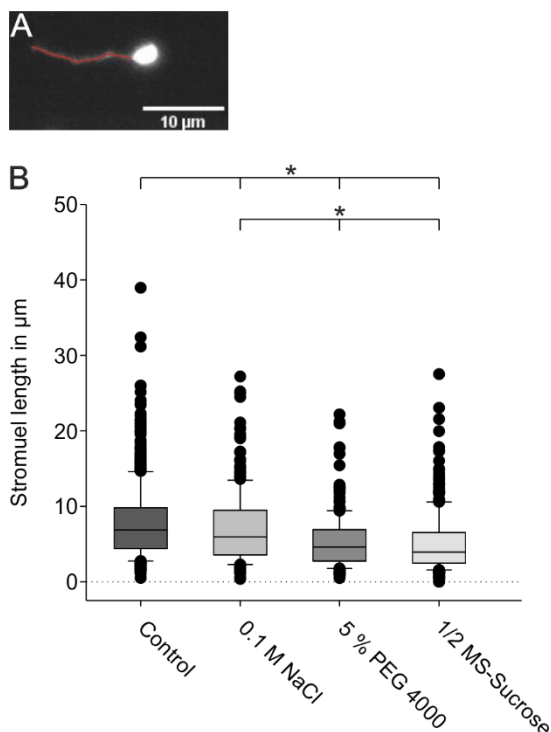 A
10 µm
B
*
*
50
40
30
20
10
0
Stromuel length in µm
Control
0.1 M NaCl
5 % PEG 4000
1/2 MS-Sucrose